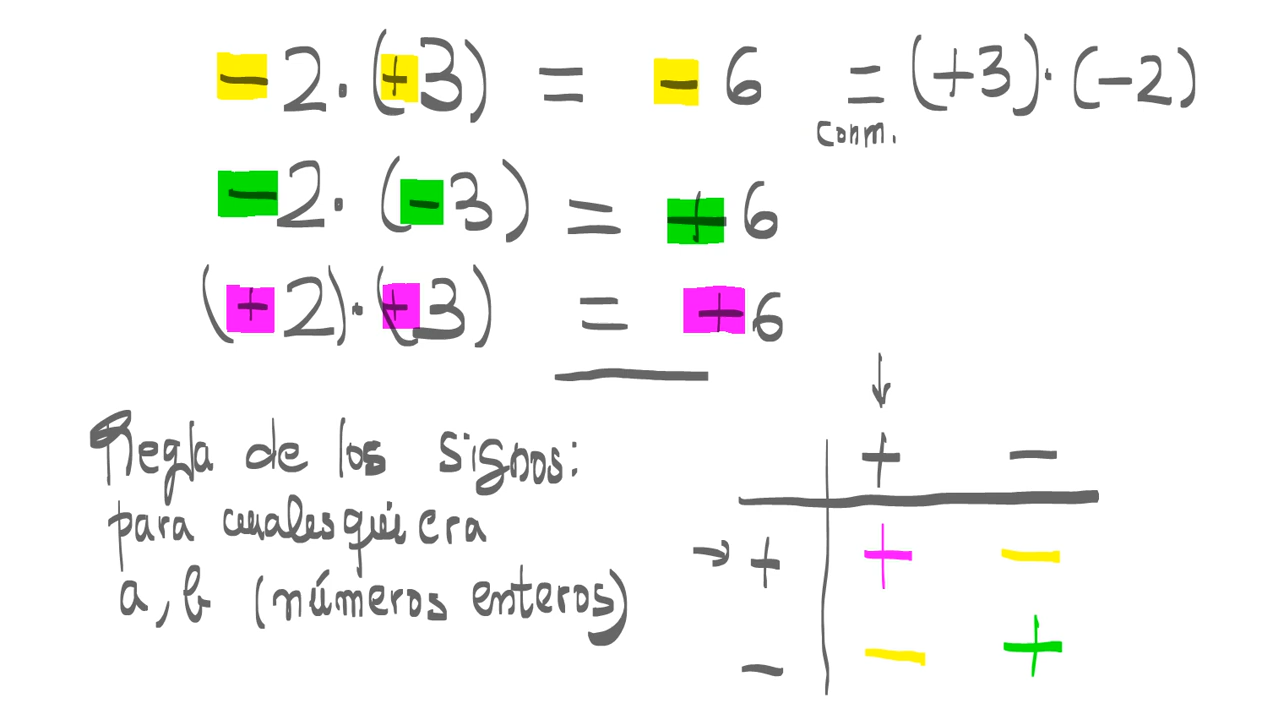 -2·(+3) = -6 = (+3)·(-2)
conm.
-2·(-3) = +6
(+2)·(+3) = +6
Regla de los signos:
para cualesquiera
a, b (números enteros)
↓
+ -
→ + + -
- - +